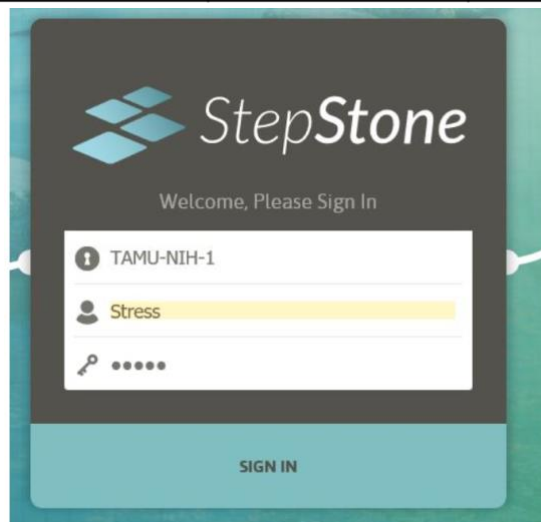 StepStone
Welcome, Please Sign In
TAMU-NIH-1
Stress
•••••
SIGN IN